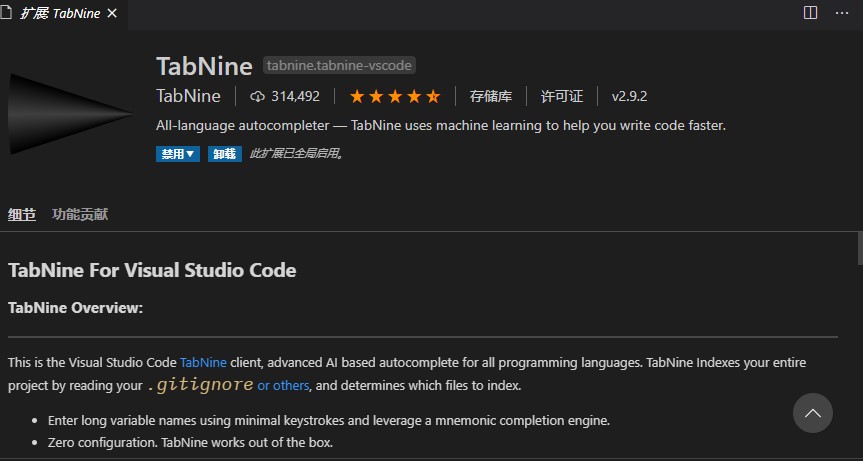 扩展: TabNine
TabNine tabnine.tabnine-vscode
TabNine 314,492 存储库 许可证 v2.9.2
All-language autocompleter — TabNine uses machine learning to help you write code faster.
禁用 卸载 此扩展已全局启用。
细节 功能贡献
TabNine For Visual Studio Code
TabNine Overview:
This is the Visual Studio Code TabNine client, advanced AI based autocomplete for all programming languages. TabNine Indexes your entire
project by reading your .gitignore or others, and determines which files to index.
• Enter long variable names using minimal keystrokes and leverage a mnemonic completion engine.
• Zero configuration. TabNine works out of the box.